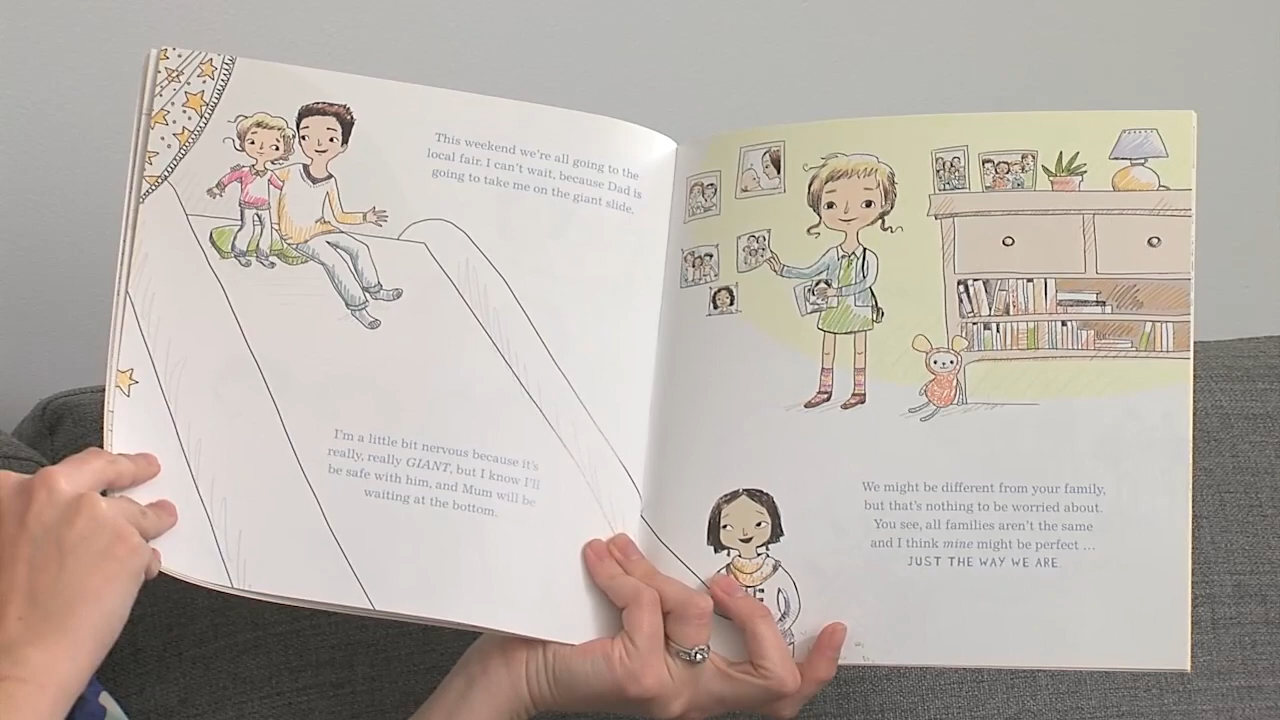 This weekend we're all going to the
local fair. I can't wait, because Dad is
going to take me on the giant slide.
I'm a little bit nervous because it's
really, really GIANT, but I know I'll
be safe with him, and Mum will be
waiting at the bottom.
We might be different from your family,
but that's nothing to be worried about.
You see, all families aren't the same
and I think mine might be perfect ...
JUST THE WAY WE ARE.